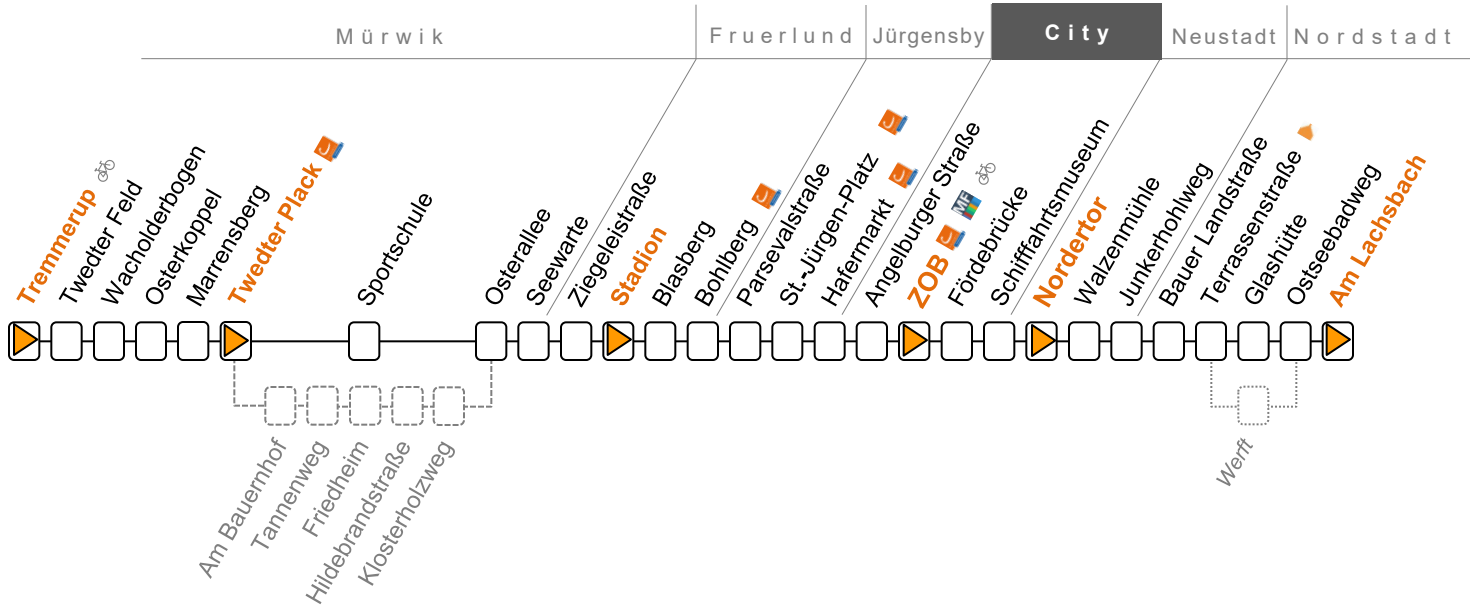 Mürwik
Fruerlund
Jürgensby
City
Neustadt
Nordstadt
Tremmerup
Twedter Feld
Wacholderbogen
Osterkoppel
Marrensberg
Twedter Plack
Sportschule
Osterallee
Seewarte
Ziegeleistraße
Stadion
Blasberg
Bohlberg
Parsevalstraße
St.-Jürgen-Platz
Hafermarkt
Angelburger Straße
ZOB
MF
Fördebrücke
Schifffahrtsmuseum
Nordertor
Walzenmühle
Junkerhohlweg
Bauer Landstraße
Terrassenstraße
Glashütte
Ostseebadweg
Am Lachsbach
Am Bauernhof
Tannenweg
Friedheim
Hildebrandstraße
Klosterholzweg
Werft